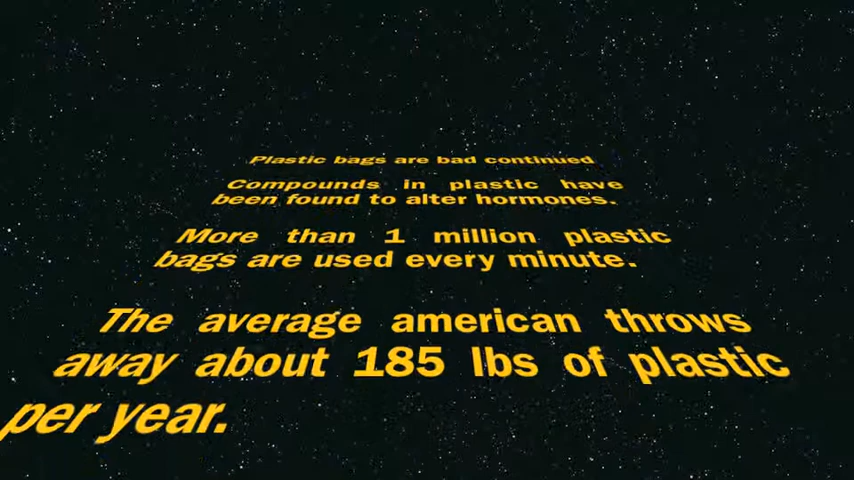 Plastic bags are bad continued
Compounds in plastic have
been found to alter hormones.
More than 1 million plastic
bags are used every minute.
The average american throws
away about 185 lbs of plastic
per year.